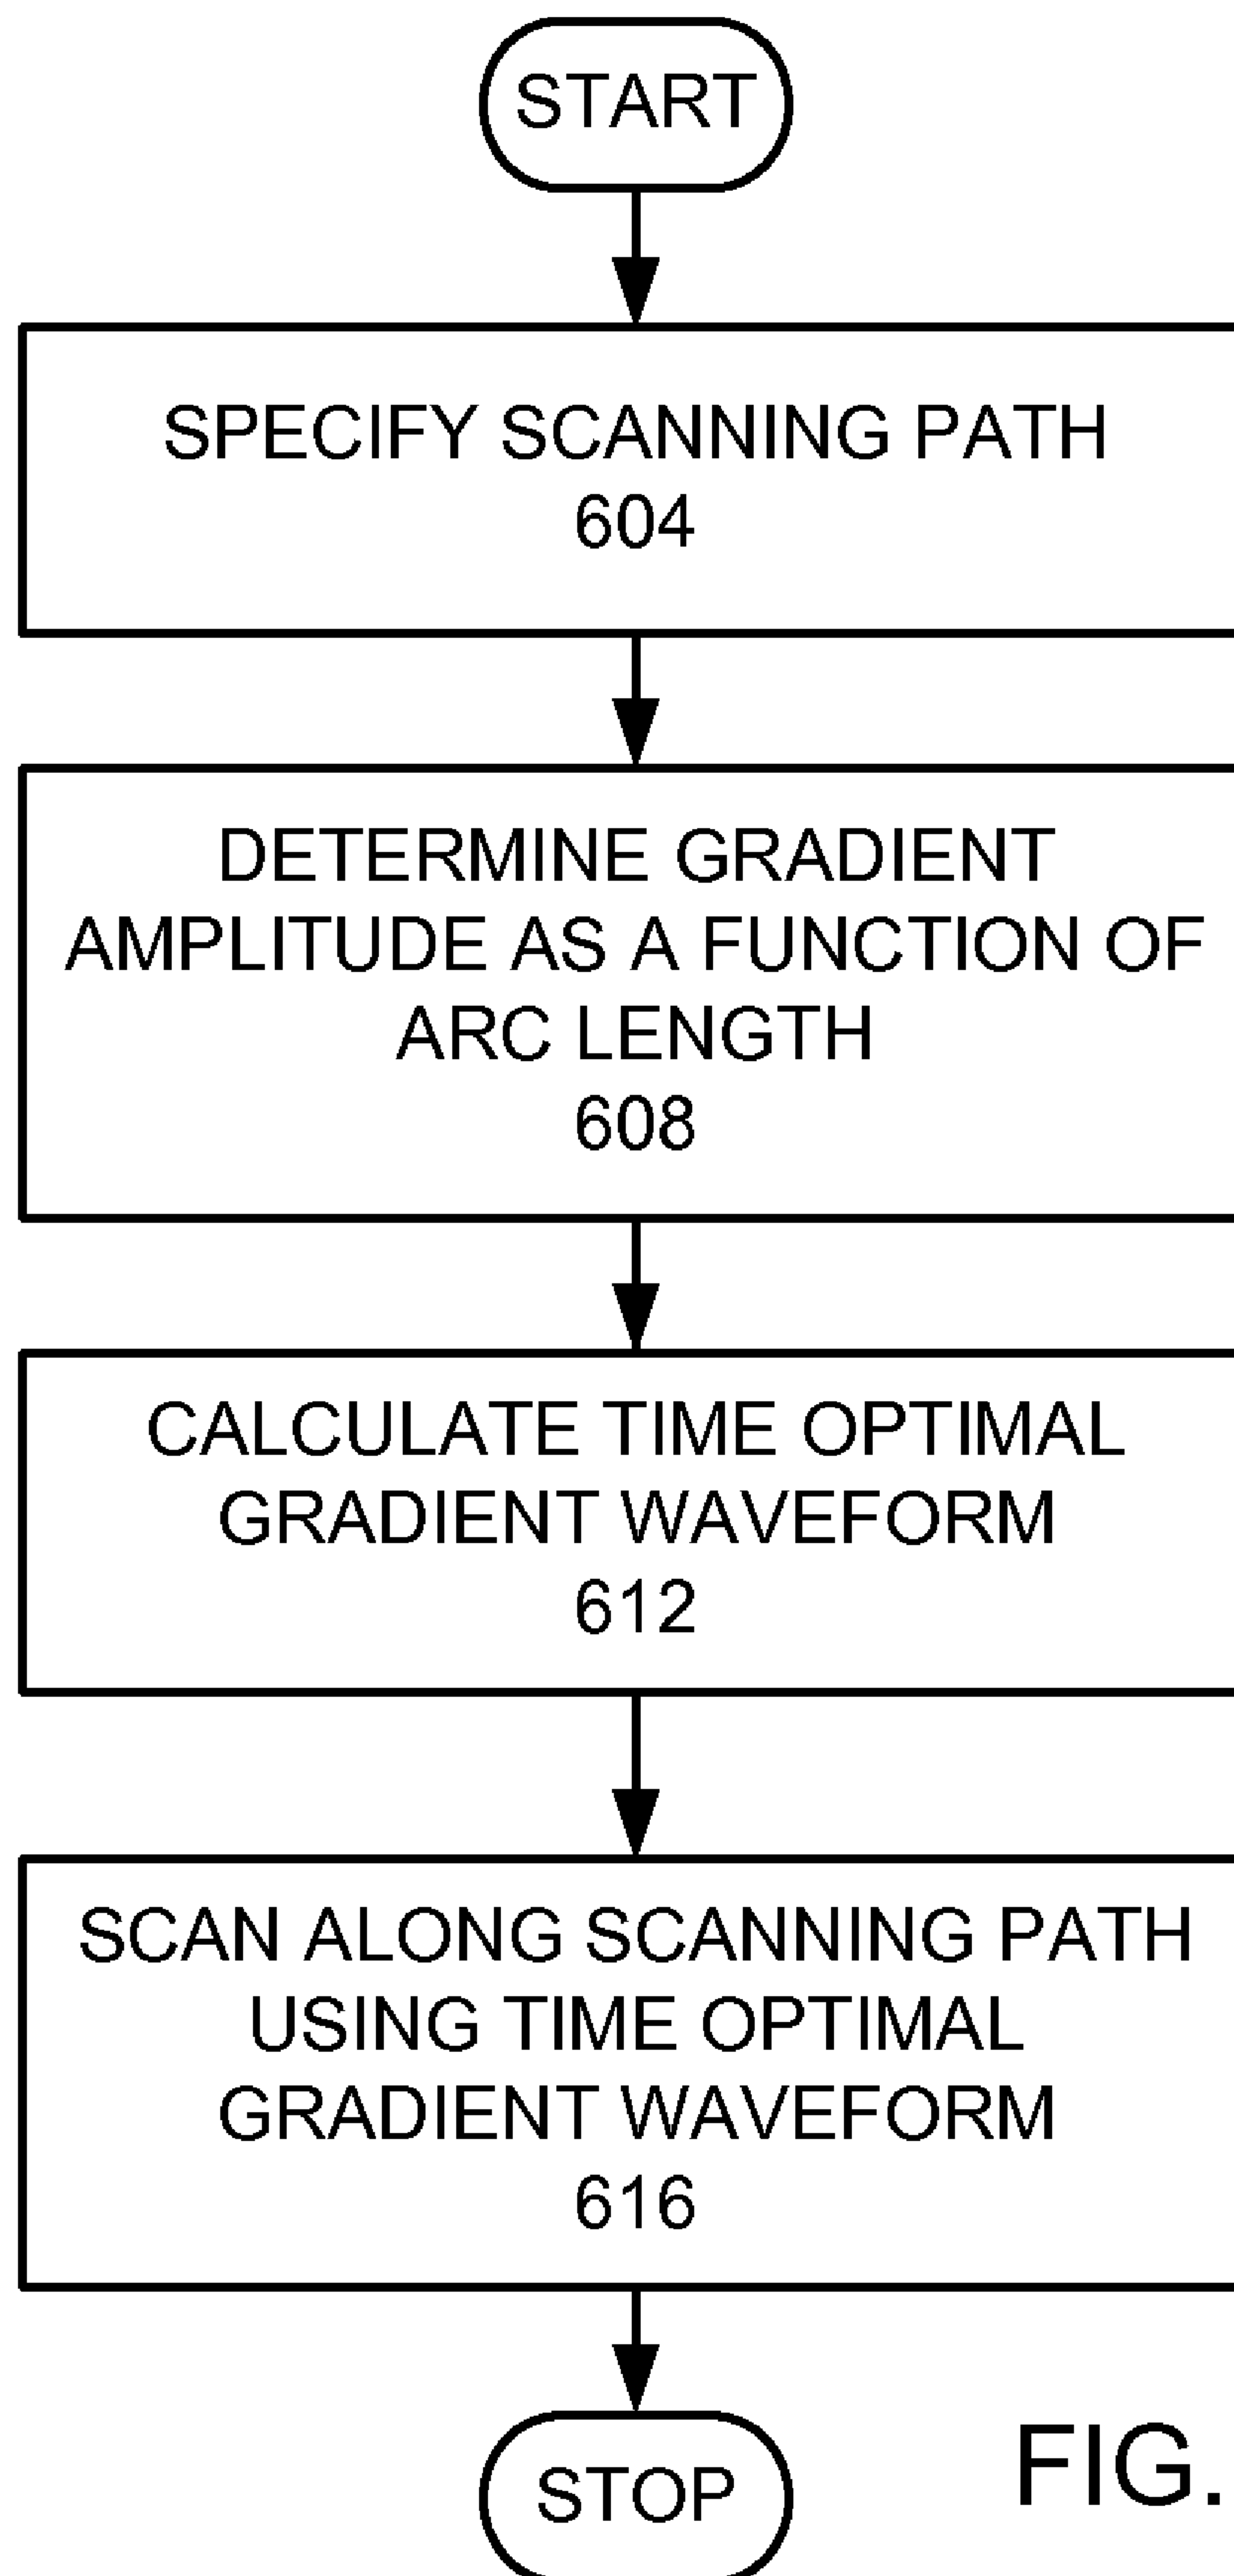 START
SPECIFY SCANNING PATH
604
DETERMINE GRADIENT
AMPLITUDE AS A FUNCTION OF
ARC LENGTH
608
CALCULATE TIME OPTIMAL
GRADIENT WAVEFORM
612
SCAN ALONG SCANNING PATH
USING TIME OPTIMAL
GRADIENT WAVEFORM
616
STOP
FIG.